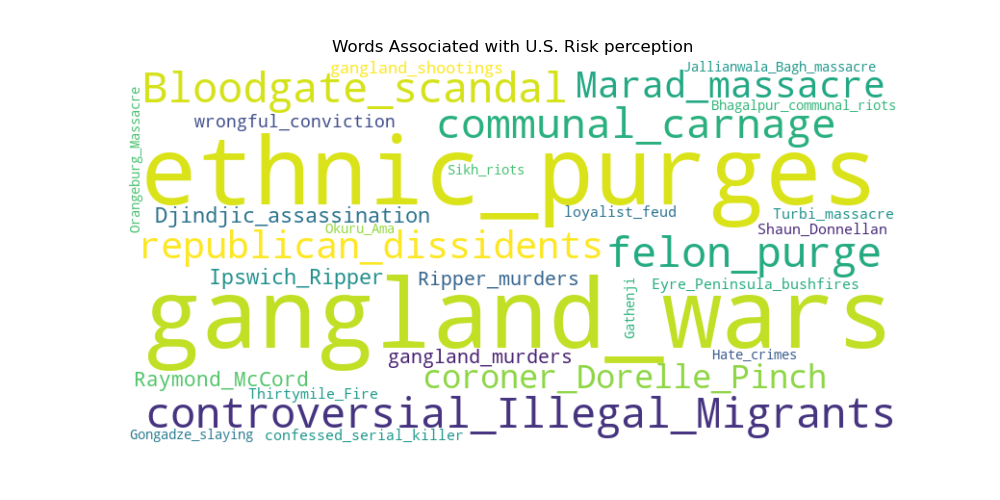 Words Associated with U.S. Risk perception
gangland_shootings
Jallianwala_Bagh_massacre
Bloodgate_scandal
Marad_massacre
Bhagalpur_communal_riots
Orangeburg_Massacre
wrongful_conviction
communal_carnage
ethnic_purges
Sikh_riots
Djindjic_assassination
loyalist_feud
Turbi_massacre
Okuru_Ama
Shaun_Donnellan
republican_dissidents
felon_purge
Ipswich_Ripper
Ripper_murders
Eyre_Peninsula_bushfires
Gathenji
gangland_wars
gangland_murders
Hate_crimes
Raymond_McCord
coroner_Dorelle_Pinch
Thirtymile_Fire
controversial_Illegal_Migrants
Gongadze_slaying
confessed_serial_killer